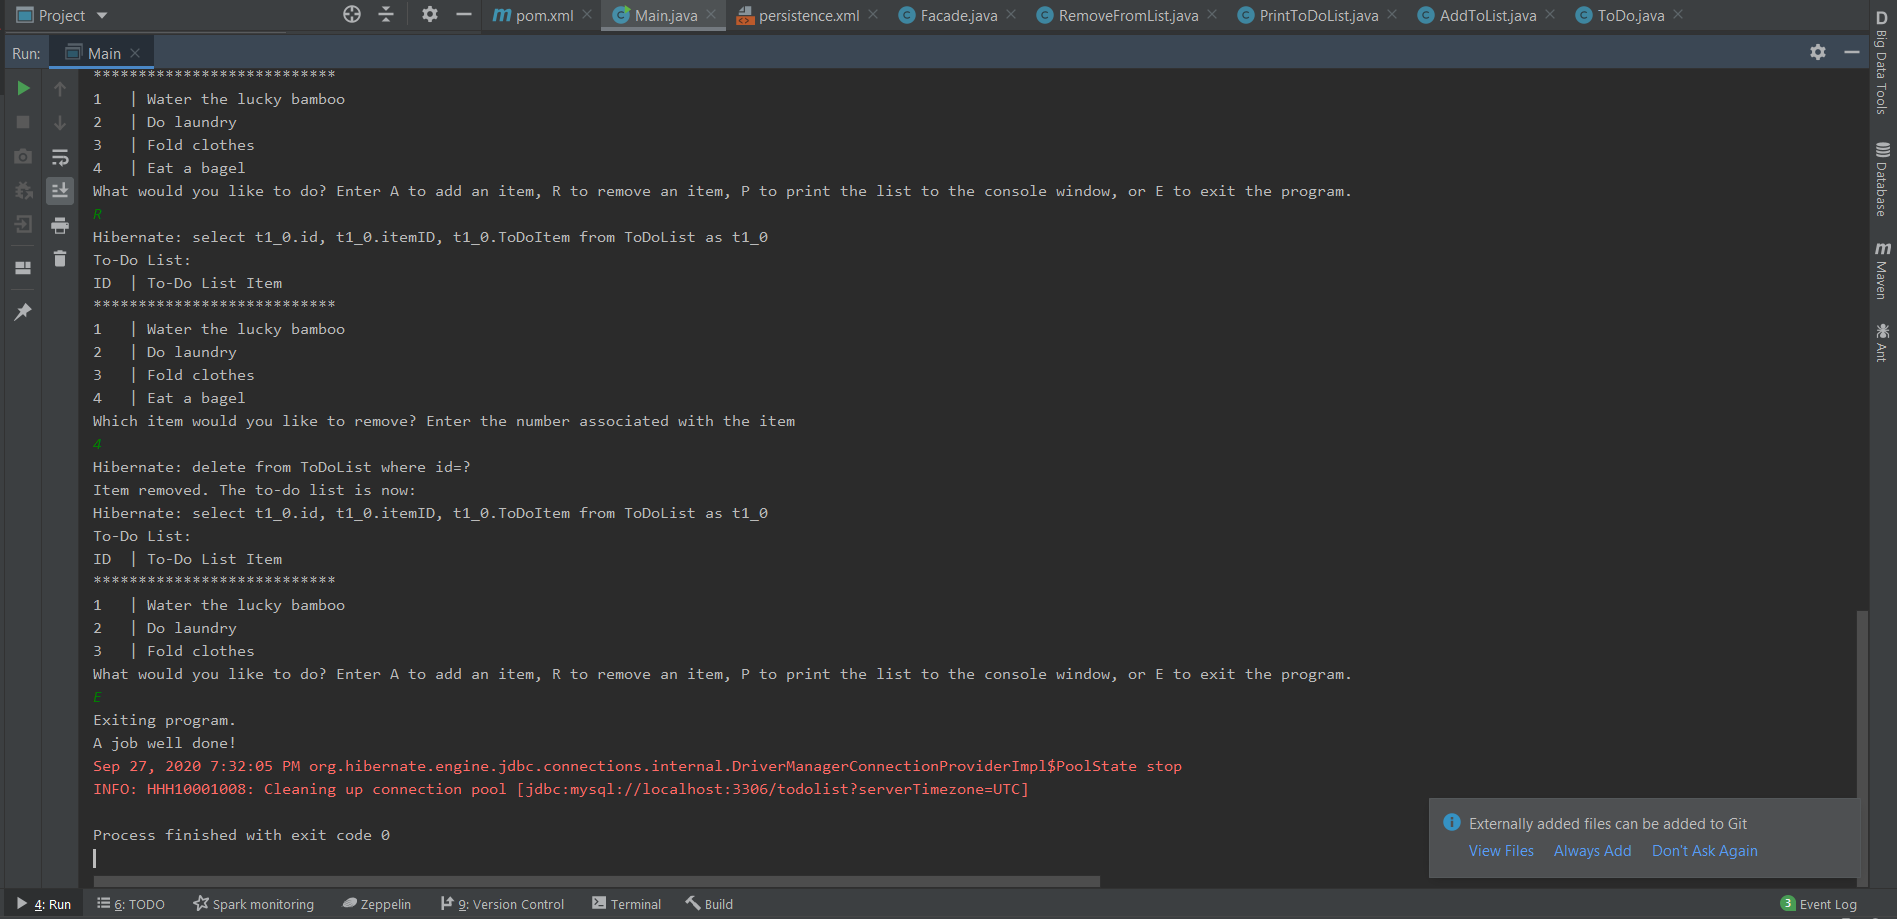 Project
pom.xml
Main.java
persistence.xml
Facade.java
RemoveFromList.java
PrintToDoList.java
AddToList.java
ToDo.java
Run:
Main
***************************
1   | Water the lucky bamboo
2   | Do laundry
3   | Fold clothes
4   | Eat a bagel
What would you like to do? Enter A to add an item, R to remove an item, P to print the list to the console window, or E to exit the program.
R
Hibernate: select t1_0.id, t1_0.itemID, t1_0.ToDoItem from ToDoList as t1_0
To-Do List:
ID  | To-Do List Item
***************************
1   | Water the lucky bamboo
2   | Do laundry
3   | Fold clothes
4   | Eat a bagel
Which item would you like to remove? Enter the number associated with the item
4
Hibernate: delete from ToDoList where id=?
Item removed. The to-do list is now:
Hibernate: select t1_0.id, t1_0.itemID, t1_0.ToDoItem from ToDoList as t1_0
To-Do List:
ID  | To-Do List Item
***************************
1   | Water the lucky bamboo
2   | Do laundry
3   | Fold clothes
What would you like to do? Enter A to add an item, R to remove an item, P to print the list to the console window, or E to exit the program.
E
Exiting program.
A job well done!
Sep 27, 2020 7:32:05 PM org.hibernate.engine.jdbc.connections.internal.DriverManagerConnectionProviderImpl$PoolState stop
INFO: HHH10001008: Cleaning up connection pool [jdbc:mysql://localhost:3306/todolist?serverTimezone=UTC]
Process finished with exit code 0
Externally added files can be added to Git
View Files  Always Add  Don't Ask Again
D Big Data Tools
Database
m Maven
Ant
4: Run
6: TODO
Spark monitoring
Zeppelin
9: Version Control
Terminal
Build
3 Event Log